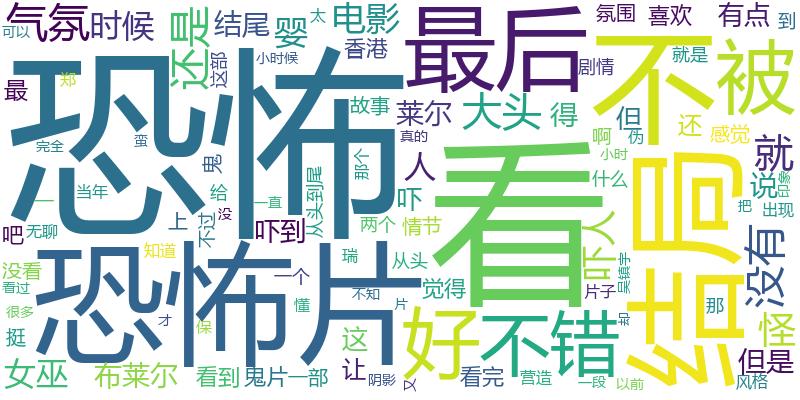 气氛
时候
还是
结尾
婴
太
电影
最后
氛围
喜欢
有点
到
可以
小时候
这部
香港
剧情
就是
不
被
恐怖
最
郑
故事
莱尔
大头
得
但
还
感觉
啊
伤
就
人
真的
完全
蛮
鬼
那个
看
吓人
小时
什么
结局
说
印象
一
当年
给
吓
把
出现
吧
无聊
上
不过
没
一直
从头到尾
吓到
两个
情节
没有
吴镇宇
恐怖片
知道
一个
瑞
从头
没看
看过
觉得
片子
那
很多
才
保
懂
不知
片
好
不错
却
怪
挺
这
但是
女巫
布莱尔
看到
鬼片
一部
让
阴影
又
看完
营造
一段
以前
风格